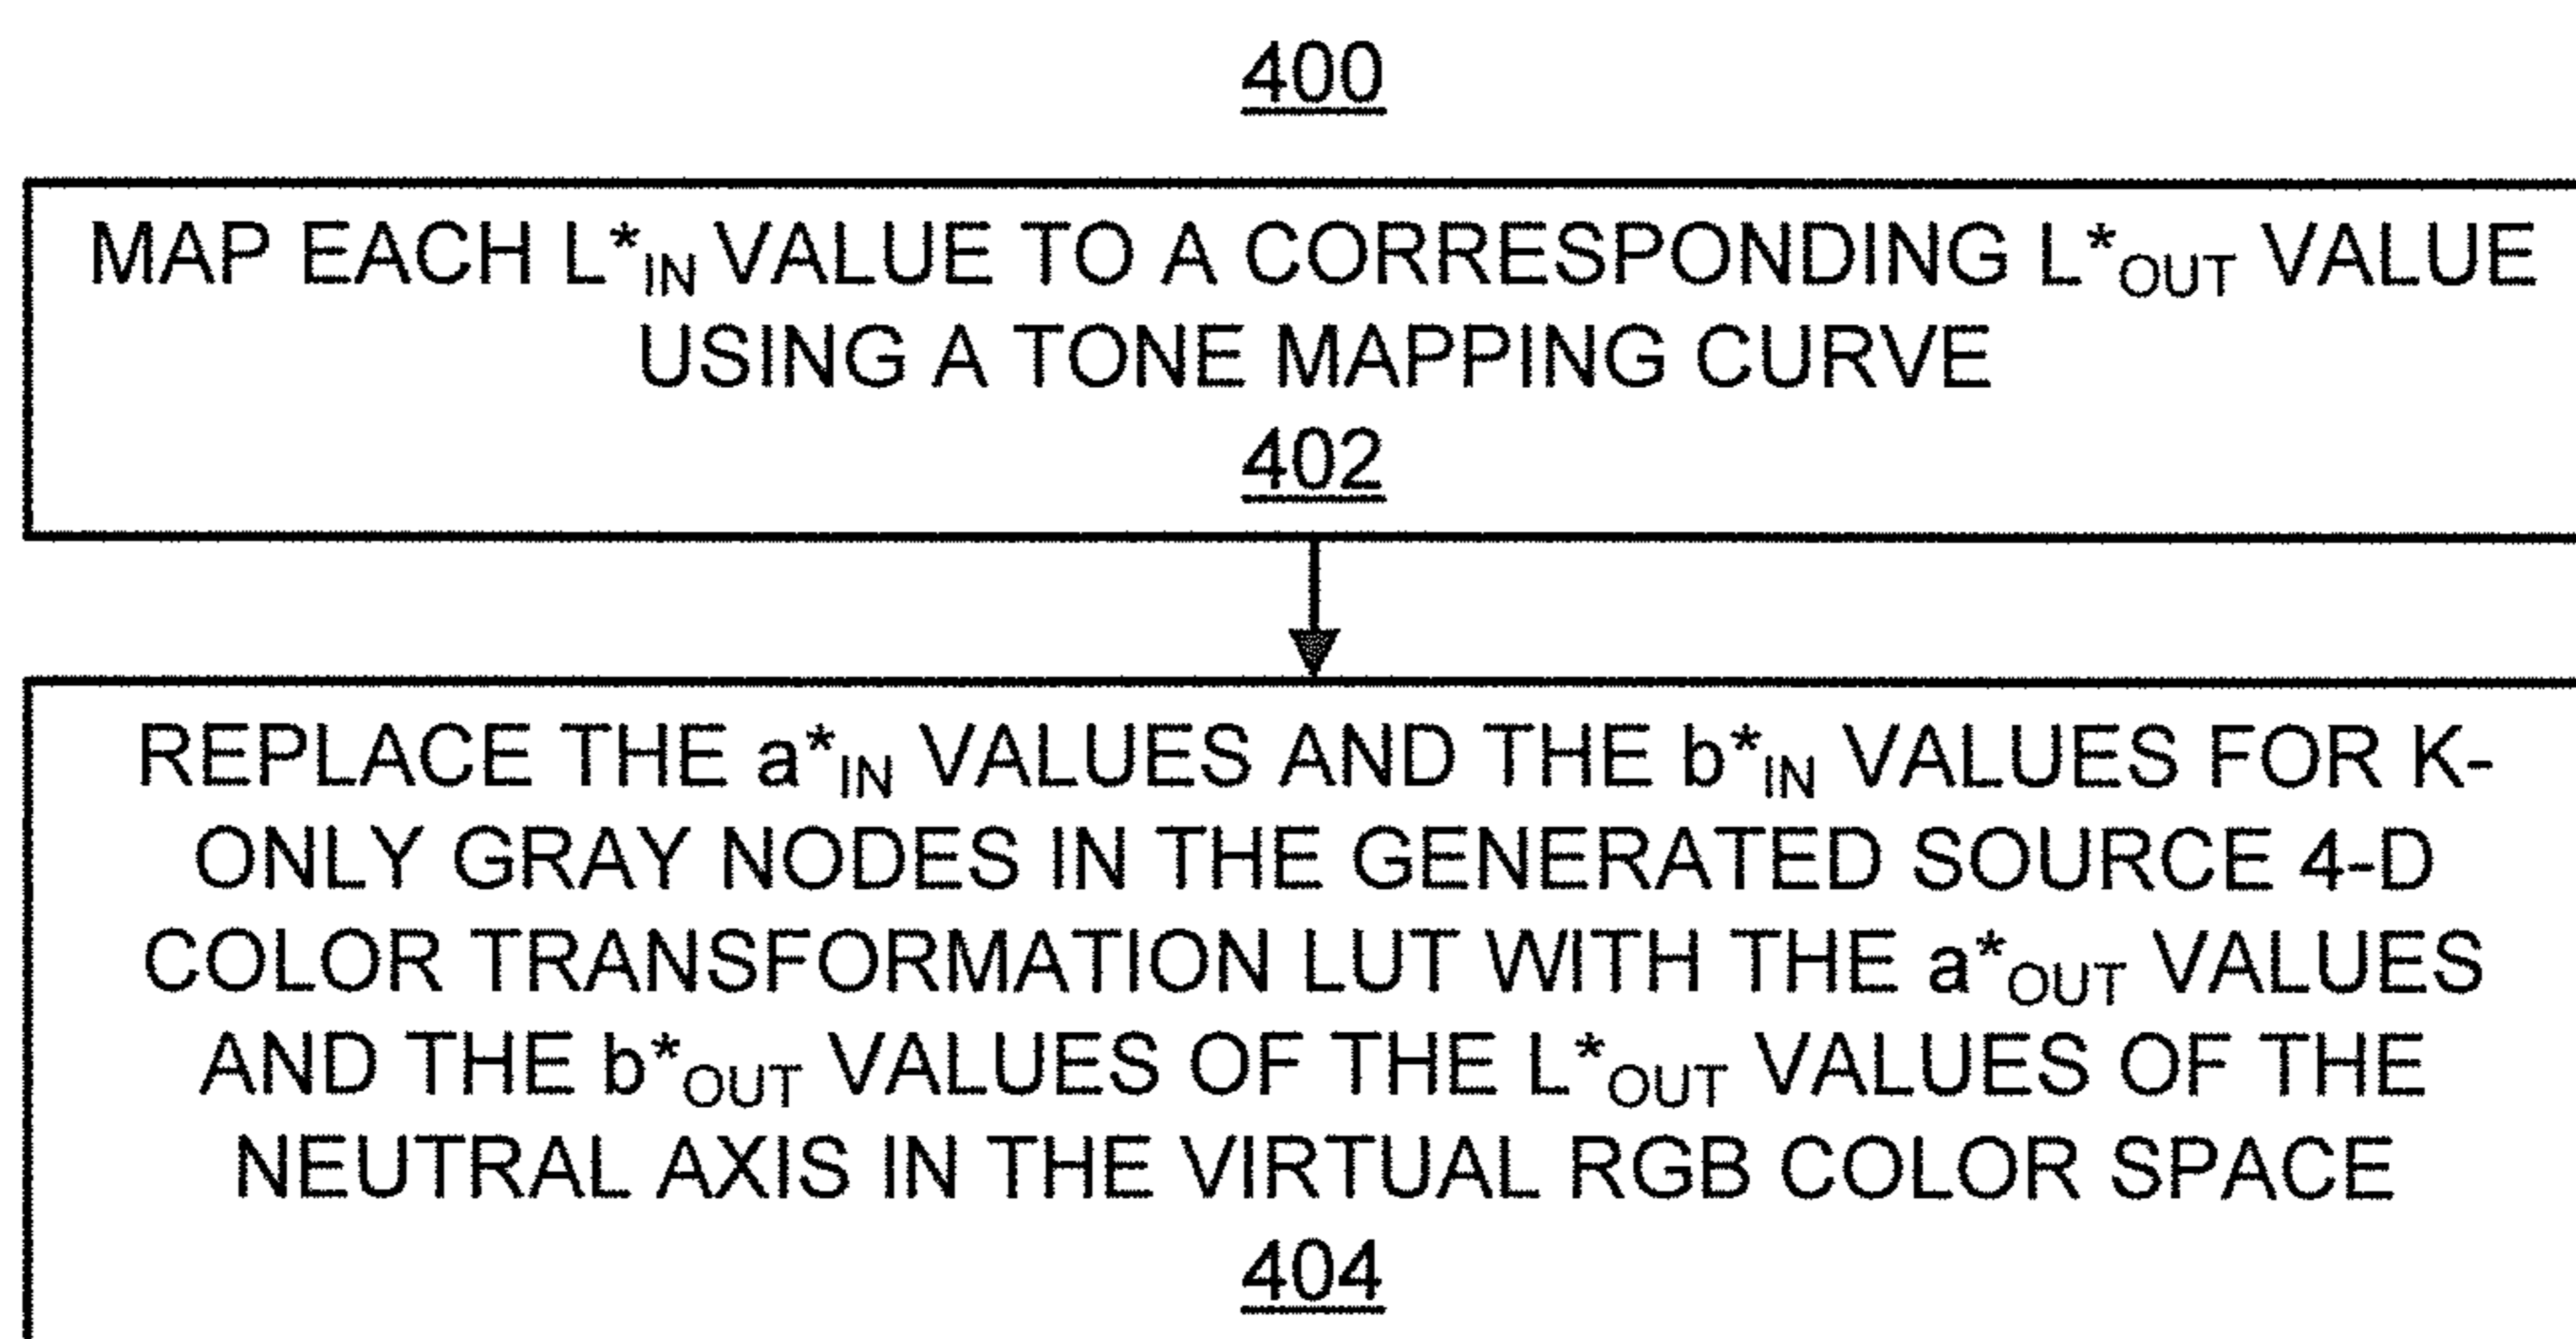 400
MAP EACH L*IN VALUE TO A CORRESPONDING L*OUT VALUE
USING A TONE MAPPING CURVE
402
REPLACE THE a*IN VALUES AND THE b*IN VALUES FOR K-
ONLY GRAY NODES IN THE GENERATED SOURCE 4-D
COLOR TRANSFORMATION LUT WITH THE a*OUT VALUES
AND THE b*OUT VALUES OF THE L*OUT VALUES OF THE
NEUTRAL AXIS IN THE VIRTUAL RGB COLOR SPACE
404